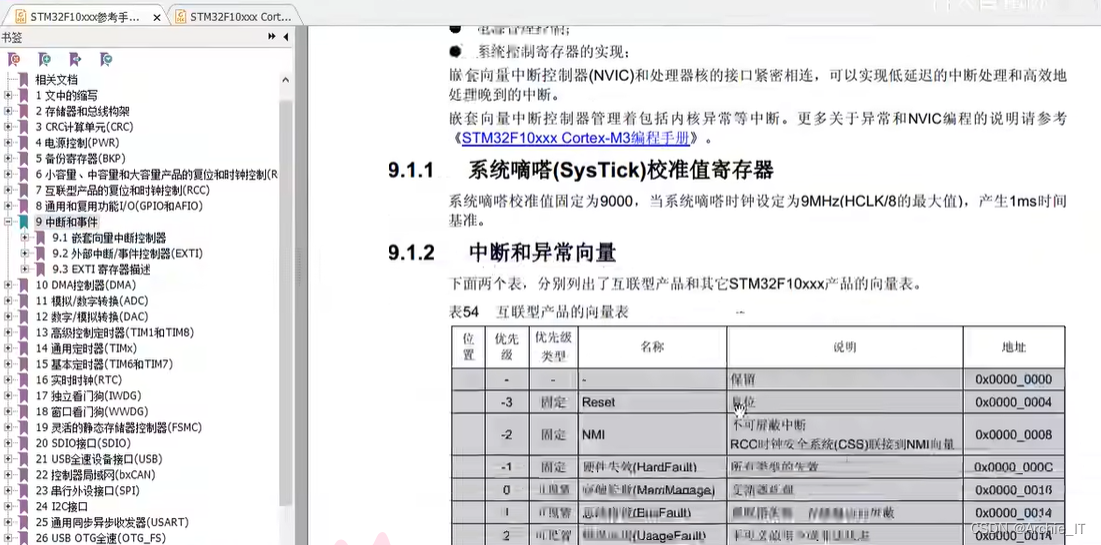 STM32F10xxx参考手... ×
STM32F10xxx Cort...
书签
相关文档
1 文中的缩写
2 存储器和总线构架
3 CRC计算单元(CRC)
4 电源控制(PWR)
5 备份寄存器(BKP)
6 小容量、中容量和大容量产品的复位和时钟控制(R
7 互联型产品的复位和时钟控制(RCC)
8 通用和复用功能I/O(GPIO和AFIO)
9 中断和事件
9.1 嵌套向量中断控制器
9.2 外部中断/事件控制器(EXTI)
9.3 EXTI 寄存器描述
10 DMA控制器(DMA)
11 模拟/数字转换(ADC)
12 数字/模拟转换(DAC)
13 高级控制定时器(TIM1和TIM8)
14 通用定时器(TIMx)
15 基本定时器(TIM6和TIM7)
16 实时时钟(RTC)
17 独立看门狗(IWDG)
18 窗口看门狗(WWDG)
19 灵活的静态存储器控制器(FSMC)
20 SDIO接口(SDIO)
21 USB全速设备接口(USB)
22 控制器局域网(bxCAN)
23 串行外设接口(SPI)
24 I2C接口
25 通用同步异步收发器(USART)
26 USB OTG全速(OTG_FS)
● 电源管理控制;
● 系统控制寄存器的实现;
嵌套向量中断控制器(NVIC)和处理器核的接口紧密相连，可以实现低延迟的中断处理和高效地
处理晚到的中断。
嵌套向量中断控制器管理着包括内核异常等中断。更多关于异常和NVIC编程的说明请参考
《STM32F10xxx Cortex-M3编程手册》。
9.1.1 系统嘀嗒(SysTick)校准值寄存器
系统嘀嗒校准值固定为9000，当系统嘀嗒时钟设定为9MHz(HCLK/8的最大值)，产生1ms时间
基准。
9.1.2 中断和异常向量
下面两个表，分别列出了互联型产品和其它STM32F10xxx产品的向量表。
表54 互联型产品的向量表
位置 优先级 优先级类型 名称 说明 地址
- - - 保留 0x0000_0000
-3 固定 Reset 复位 0x0000_0004
-2 固定 NMI 不可屏蔽中断 RCC时钟安全系统(CSS)联接到NMI向量 0x0000_0008
-1 固定 硬件失效(HardFault) 所有类型的失效 0x0000_000C
0 (MemManage)
1 (BusFault) 0x0000_0014
2 (UsageFault)
CSDN @Archie_IT